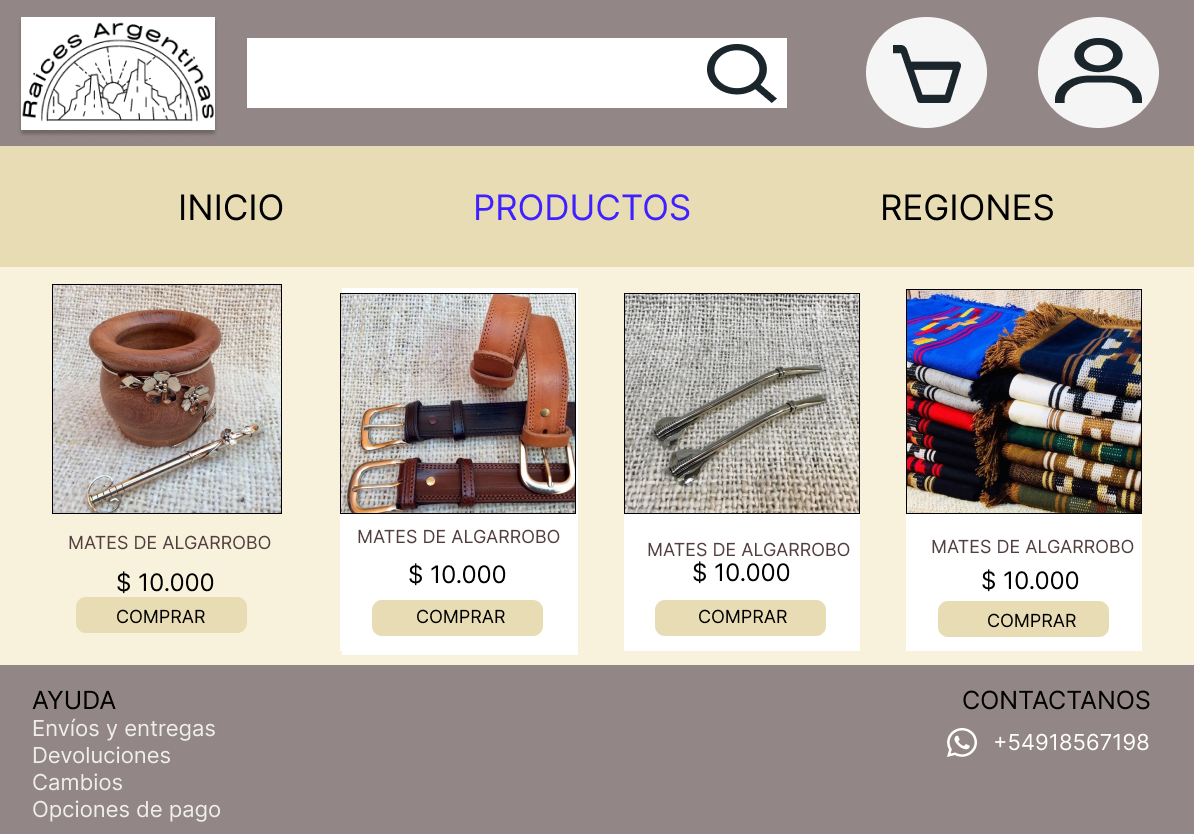 Raíces Argentinas
INICIO
PRODUCTOS
REGIONES
MATES DE ALGARROBO
$ 10.000
COMPRAR
MATES DE ALGARROBO
$ 10.000
COMPRAR
MATES DE ALGARROBO
$ 10.000
COMPRAR
MATES DE ALGARROBO
$ 10.000
COMPRAR
AYUDA
Envíos y entregas
Devoluciones
Cambios
Opciones de pago
CONTACTANOS
+54918567198